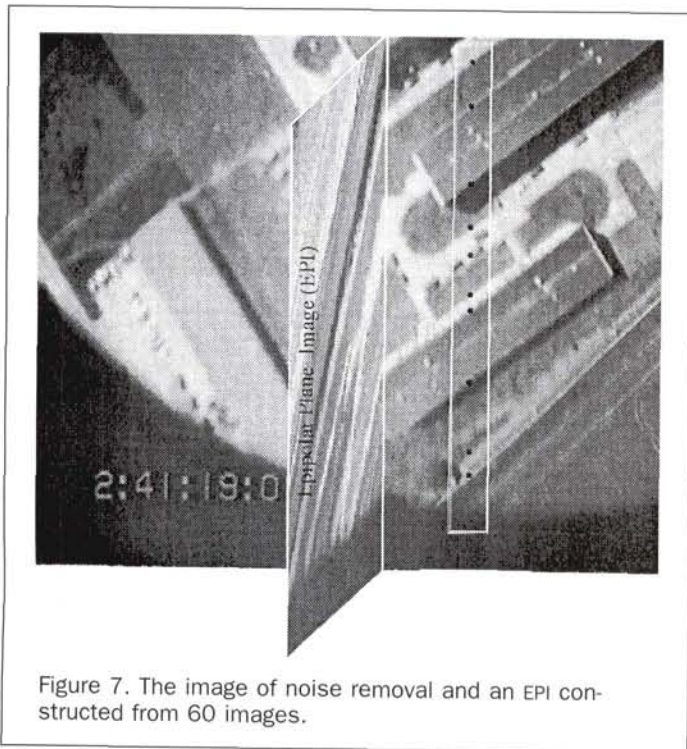 Epipolar Plane Image (EPI)
2:41:19:0
Figure 7. The image of noise removal and an EPI con-
structed from 60 images.